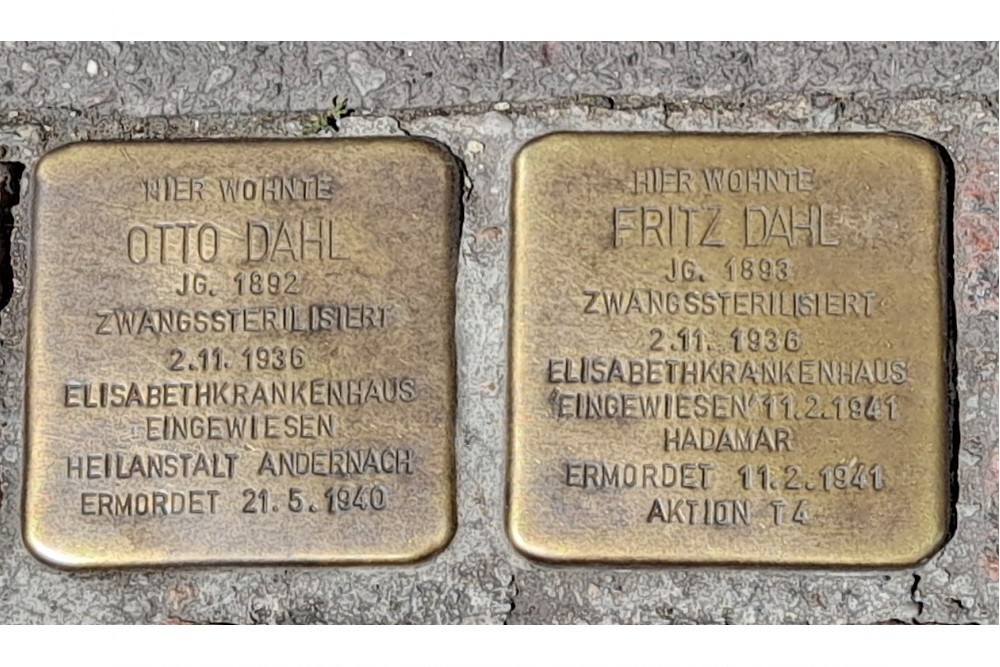 HIER WOHNTE
OTTO DAHL
JG. 1892
ZWANGSSTERILISIERT
2.11.1936
ELISABETHKRANKENHAUS
EINGEWIESEN
HEILANSTALT ANDERNACH
ERMORDET 21.5.1940
HIER WOHNTE
FRITZ DAHL
JG. 1893
ZWANGSSTERILISIERT
2.11.1936
ELISABETHKRANKENHAUS
'EINGEWIESEN' 11.2.1941
HADAMAR
ERMORDET 11.2.1941
AKTION T4